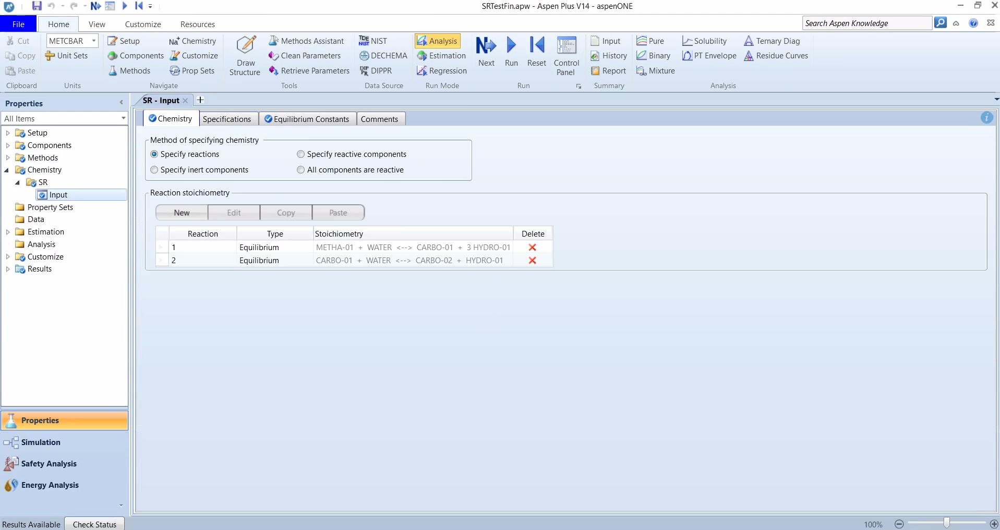 SRTestFin.apw - Aspen Plus V14 - aspenONE
File Home View Customize Resources Search Aspen Knowledge
Cut METCBAR Setup Na+ Chemistry Methods Assistant TDE NIST NIST Analysis Input Pure Solubility Ternary Diag
Copy Unit Sets Components Customize Clean Parameters DECHEMA Estimation History Binary PT Envelope Residue Curves
Paste Methods Prop Sets Draw Structure Retrieve Parameters DIPPR DIPPR Regression Next Run Reset Control Panel Report Mixture
Clipboard Units Navigate Tools Data Source Run Mode Run Summary Analysis
Properties
All Items
Setup
Components
Methods
Chemistry
SR
Input
Property Sets
Data
Estimation
Analysis
Customize
Results
Properties
Simulation
Safety Analysis
Energy Analysis
SR - Input
Chemistry Specifications Equilibrium Constants Comments
Method of specifying chemistry
Specify reactions Specify reactive components
Specify inert components All components are reactive
Reaction stoichiometry
New Edit Copy Paste
Reaction Type Stoichiometry Delete
1 Equilibrium METHA-01 + WATER <--> CARBO-01 + 3 HYDRO-01
2 Equilibrium CARBO-01 + WATER <--> CARBO-02 + HYDRO-01
Results Available Check Status 100%